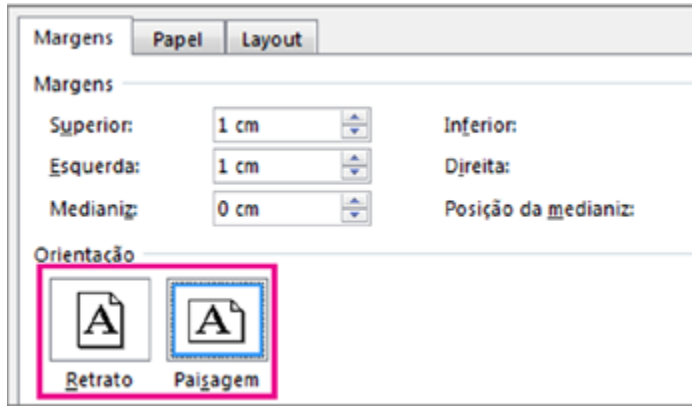 Margens Papel Layout
Margens
Superior: 1 cm Inferior:
Esquerda: 1 cm Direita:
Medianiz: 0 cm Posição da medianiz:
Orientação
A A
Retrato Paisagem